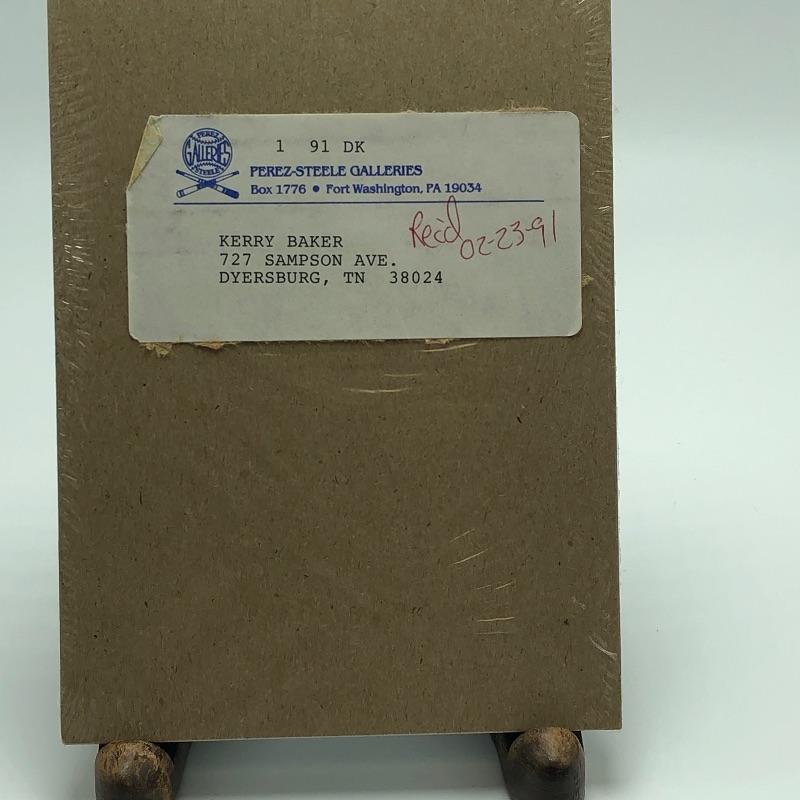 PEREZ
GALLERIES
STEELE
1 91 DK
PEREZ-STEELE GALLERIES
Box 1776 • Fort Washington, PA 19034
Rec'd 02-23-91
KERRY BAKER
727 SAMPSON AVE.
DYERSBURG, TN 38024